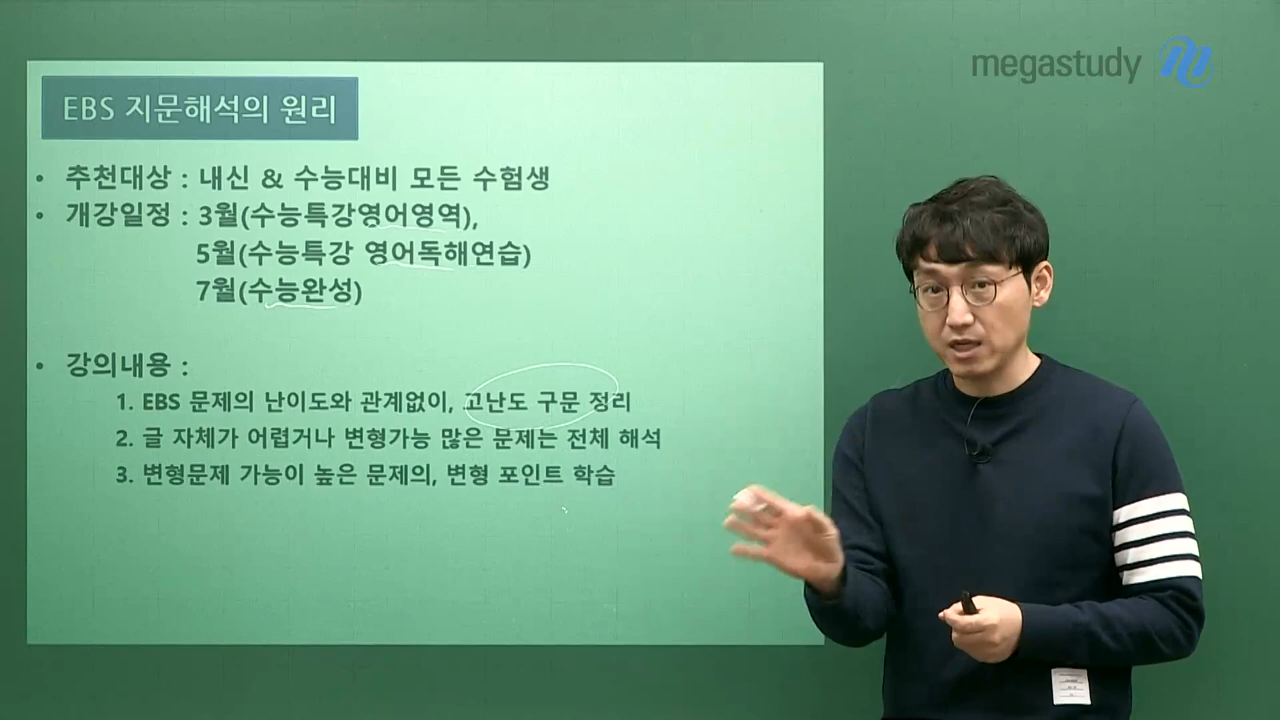 megastudy
EBS 지문해석의 원리
• 추천대상 : 내신 & 수능대비 모든 수험생
• 개강일정 : 3월(수능특강영어영역),
5월(수능특강 영어독해연습)
7월(수능완성)
• 강의내용 :
1. EBS 문제의 난이도와 관계없이, 고난도 구문 정리
2. 글 자체가 어렵거나 변형가능 많은 문제는 전체 해석
3. 변형문제 가능이 높은 문제의, 변형 포인트 학습